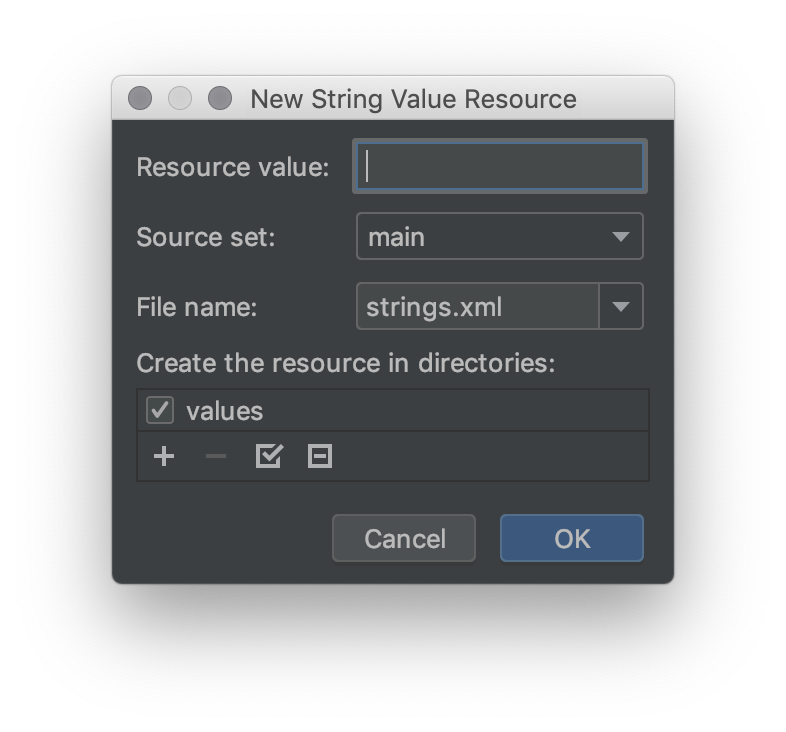 New String Value Resource
Resource value:
Source set: main
File name: strings.xml
Create the resource in directories:
values
Cancel OK